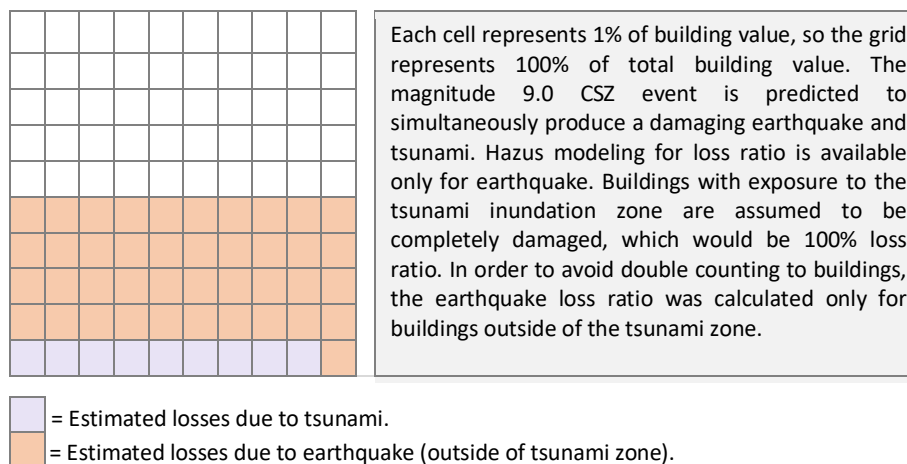 Each cell represents 1% of building value, so the grid
represents 100% of total building value. The
magnitude 9.0 CSZ event is predicted to
simultaneously produce a damaging earthquake and
tsunami. Hazus modeling for loss ratio is available
only for earthquake. Buildings with exposure to the
tsunami inundation zone are assumed to be
completely damaged, which would be 100% loss
ratio. In order to avoid double counting to buildings,
the earthquake loss ratio was calculated only for
buildings outside of the tsunami zone.
= Estimated losses due to tsunami.
= Estimated losses due to earthquake (outside of tsunami zone).